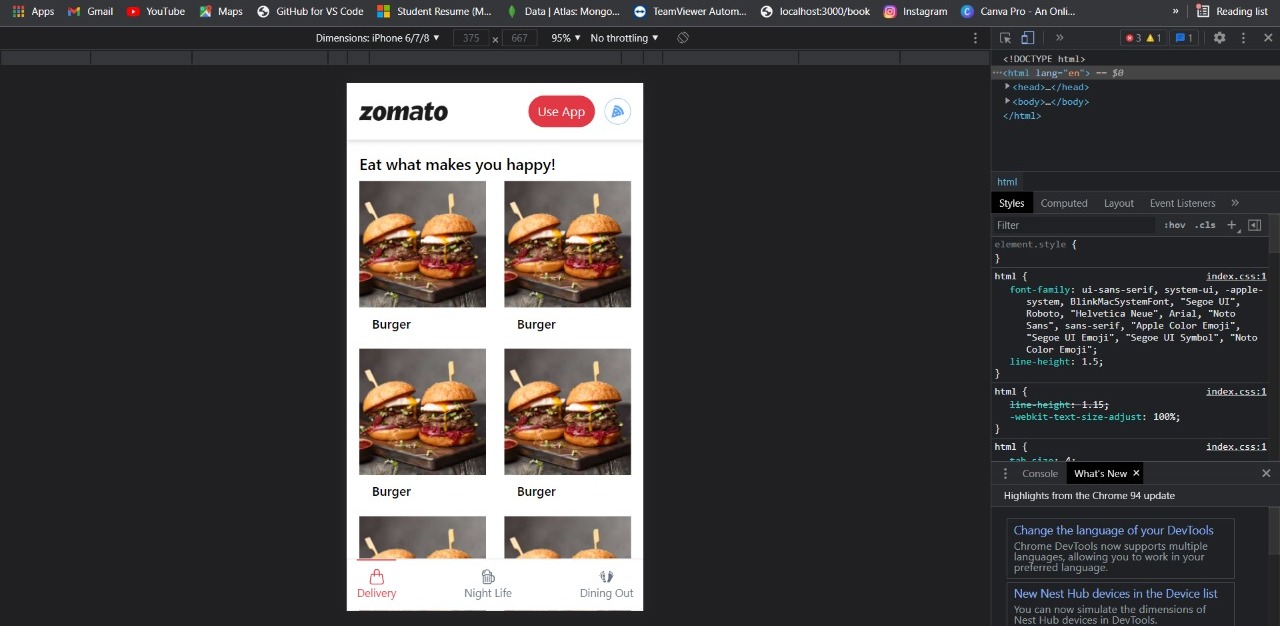 Apps Gmail YouTube Maps GitHub for VS Code Student Resume (M... Data | Atlas: Mongo... TeamViewer Autom... localhost:3000/book Instagram Canva Pro - An Onli... » Reading list
Dimensions: iPhone 6/7/8 ▼ 375 x 667 95% ▼ No throttling ▼
» 3 1 1
zomato
Use App
Eat what makes you happy!
Burger Burger
Burger Burger
Delivery Night Life Dining Out
<!DOCTYPE html>
···<html lang="en"> == $0
<head>…</head>
<body>…</body>
</html>
html
Styles Computed Layout Event Listeners »
Filter :hov .cls +
element.style {
}
html { index.css:1
font-family: ui-sans-serif, system-ui, -apple-
system, BlinkMacSystemFont, "Segoe UI",
Roboto, "Helvetica Neue", Arial, "Noto
Sans", sans-serif, "Apple Color Emoji",
"Segoe UI Emoji", "Segoe UI Symbol", "Noto
Color Emoji";
line-height: 1.5;
}
html { index.css:1
line-height: 1.15;
-webkit-text-size-adjust: 100%;
}
html { index.css:1
tab-size: 4;
Console What's New ×
Highlights from the Chrome 94 update
Change the language of your DevTools
Chrome DevTools now supports multiple
languages, allowing you to work in your
preferred language.
New Nest Hub devices in the Device list
You can now simulate the dimensions of
Nest Hub devices in DevTools.